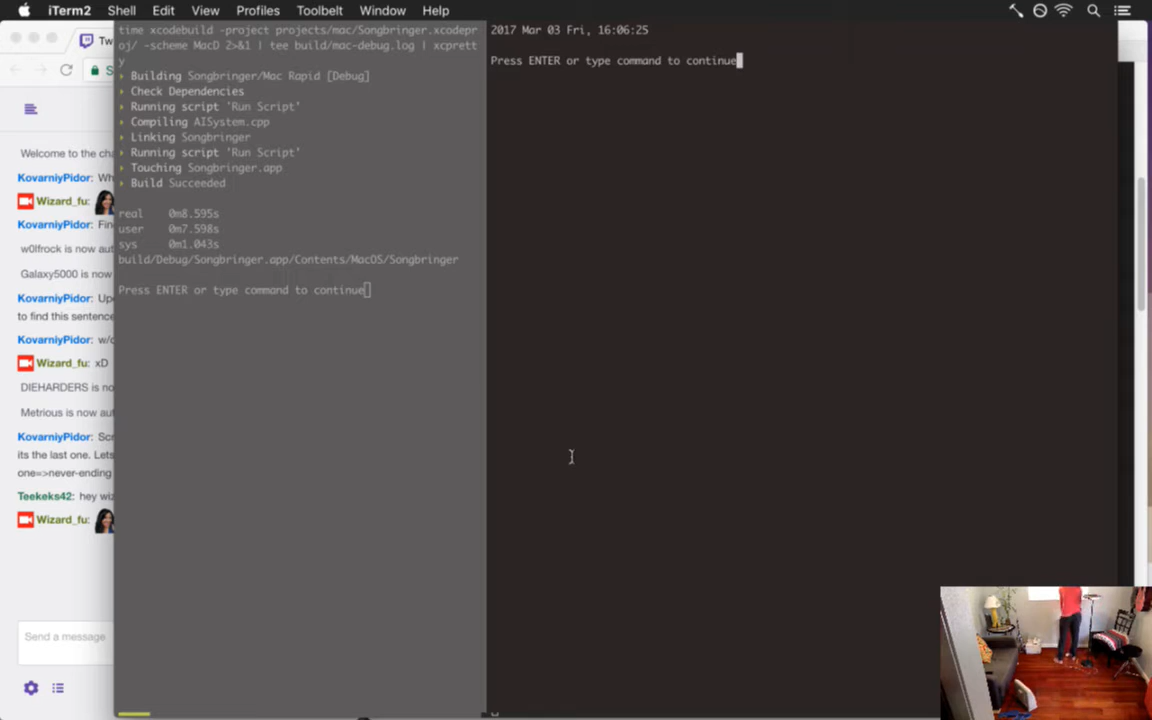 iTerm2 Shell Edit View Profiles Toolbelt Window Help
Tw
S
Welcome to the cha
KovarniyPidor: Wh
Wizard_fu:
KovarniyPidor: Fin
w0lfrock is now aut
Galaxy5000 is now
KovarniyPidor: Upd
to find this sentence
KovarniyPidor: w/o
Wizard_fu: xD
DIEHARDERS is no
Metrious is now aut
KovarniyPidor: Scr
its the last one. Lets
one=>never-ending
Teekeks42: hey wiz
Wizard_fu:
Send a message
time xcodebuild -project projects/mac/Songbringer.xcodepr
oj/ -scheme MacD 2>&1 | tee build/mac-debug.log | xcprett
y
Building Songbringer/Mac Rapid [Debug]
Check Dependencies
Running script 'Run Script'
Compiling AISystem.cpp
Linking Songbringer
Running script 'Run Script'
Touching Songbringer.app
Build Succeeded
real 0m8.595s
user 0m7.598s
sys 0m1.043s
build/Debug/Songbringer.app/Contents/MacOS/Songbringer
Press ENTER or type command to continue
2017 Mar 03 Fri, 16:06:25
Press ENTER or type command to continue